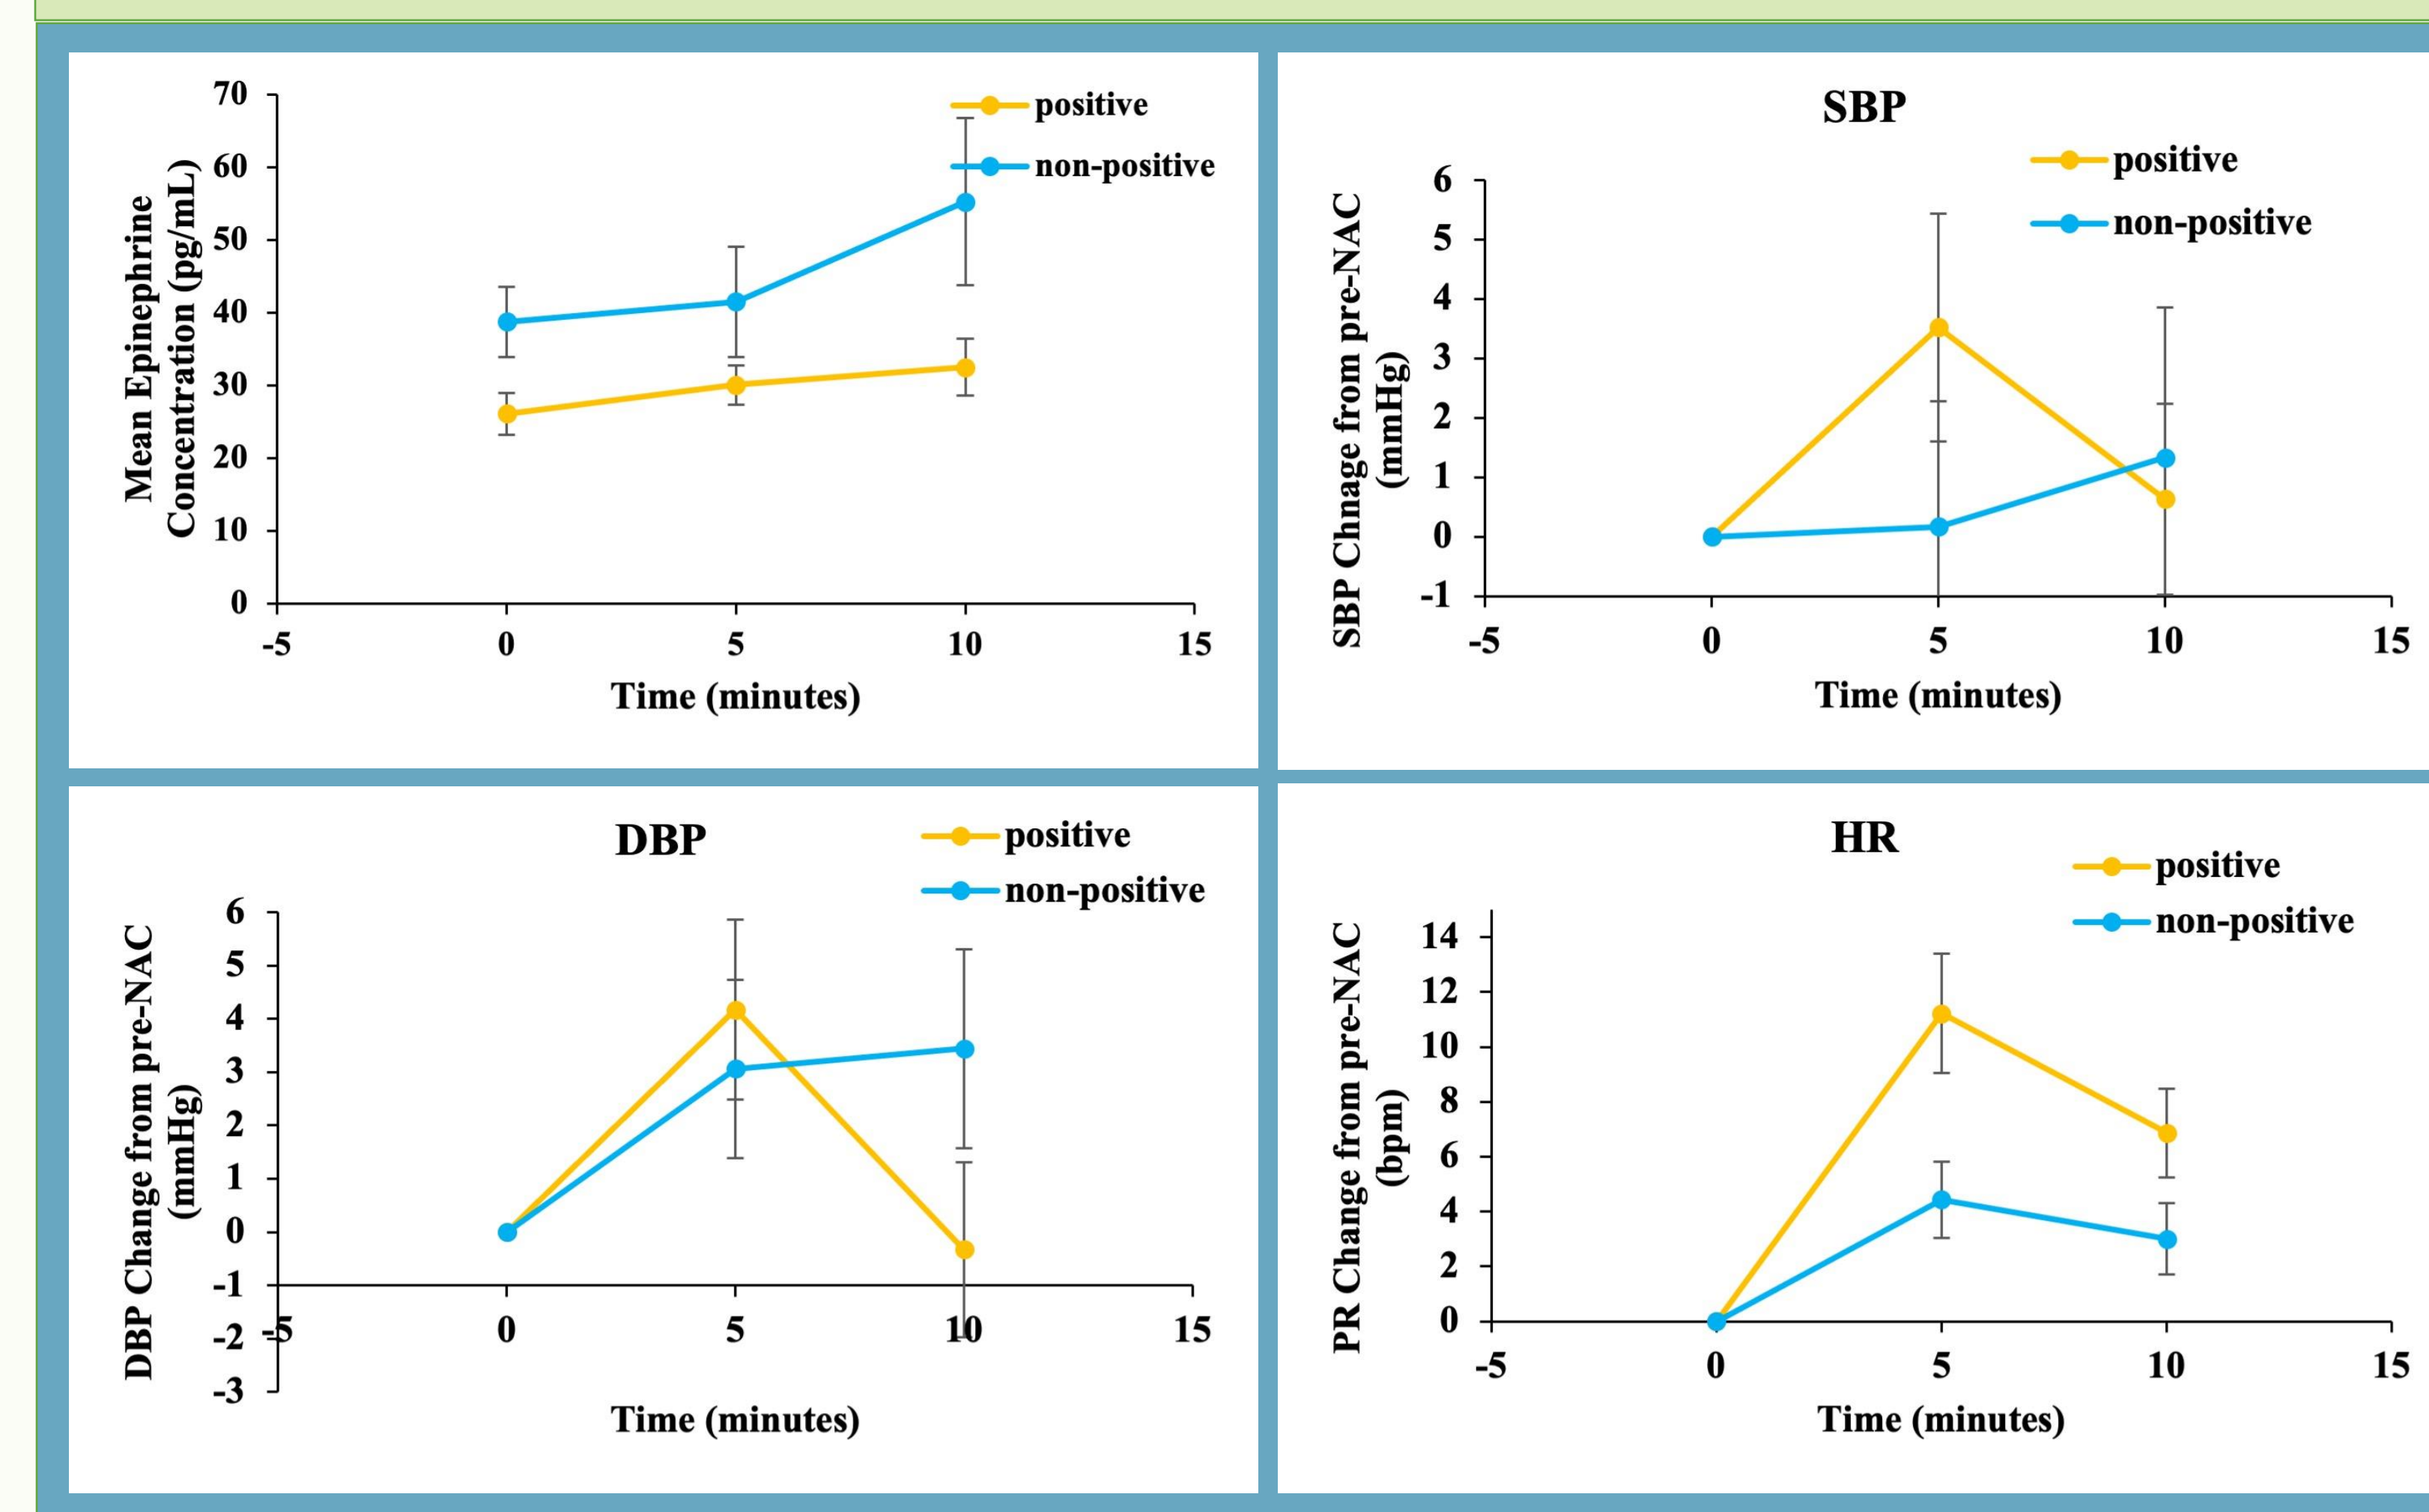 70
60
50
40
30
20
10
0
-5
0
5
10
15
Mean Epinephrine
Concentration (pg/mL)
Time (minutes)
positive
non-positive
SBP
positive
non-positive
6
5
4
3
2
1
0
-1
-5
0
5
10
15
SBP Chnage from pre-NAC
(mmHg)
Time (minutes)
DBP
positive
non-positive
6
5
4
3
2
1
0
-1
-2
-3
-5
0
5
10
15
DBP Change from pre-NAC
(mmHg)
Time (minutes)
HR
positive
non-positive
14
12
10
8
6
4
2
0
-5
0
5
10
15
PR Change from pre-NAC
(bpm)
Time (minutes)